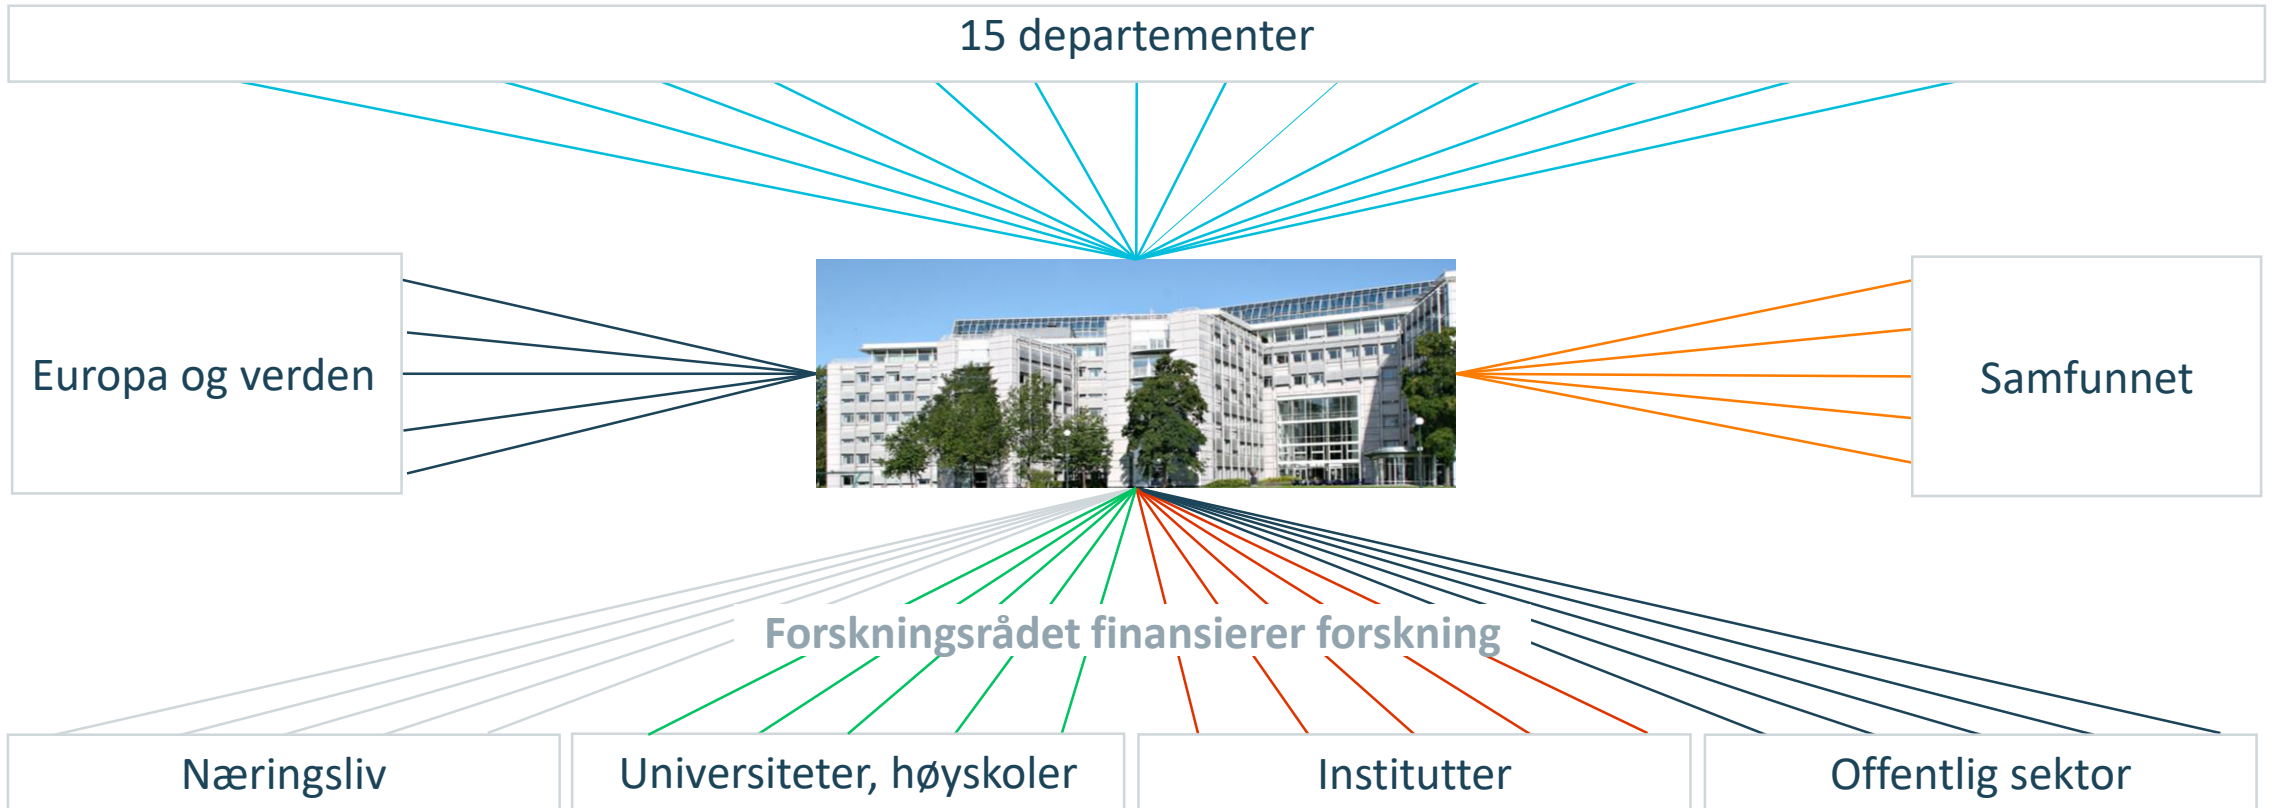 15 departementer
Europa og verden
Samfunnet
Forskningsrådet finansierer forskning
Næringsliv
Universiteter, høyskoler
Institutter
Offentlig sektor